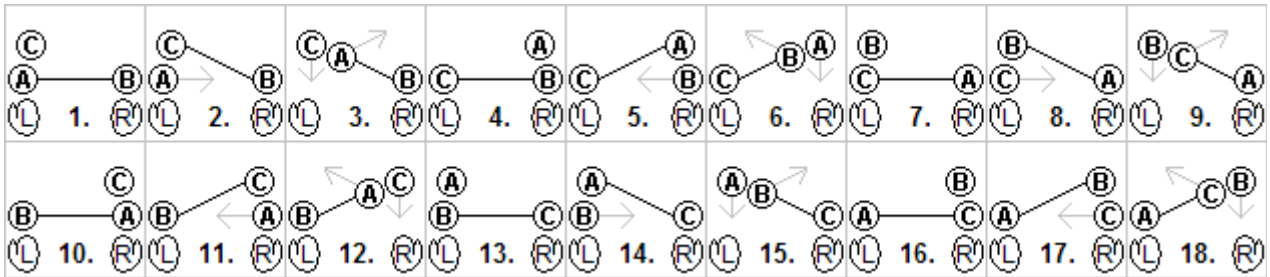 C C C A A A B A B B B C
A B A B B C B C B C C A C A A
L 1. R L 2. R L 3. R L 4. R L 5. R L 6. R L 7. R L 8. R L 9. R
C C A C A A A B B B C B
B A B A B B C B C C A C A C A
L 10. R L 11. R L 12. R L 13. R L 14. R L 15. R L 16. R L 17. R L 18. R